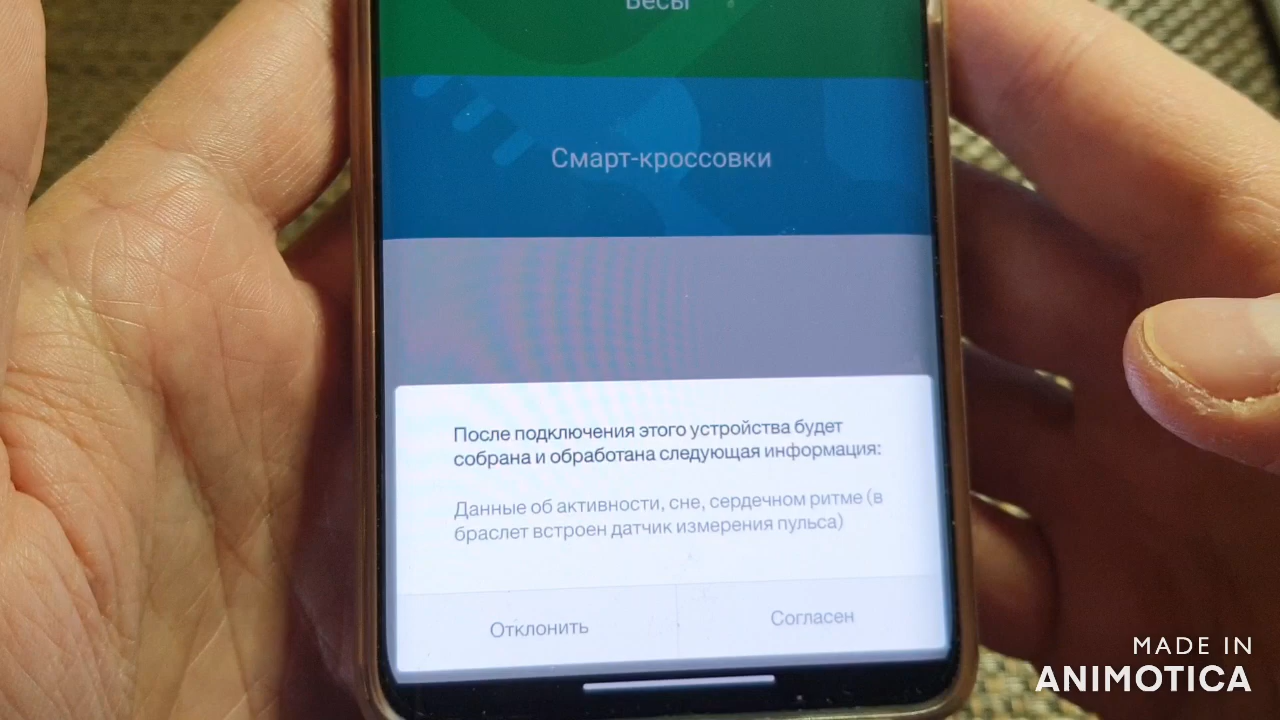 Весы
Смарт-кроссовки
После подключения этого устройства будет
собрана и обработана следующая информация:
Данные об активности, сне, сердечном ритме (в
браслет встроен датчик измерения пульса)
Отклонить
Согласен
MADE IN
ANIMOTICA